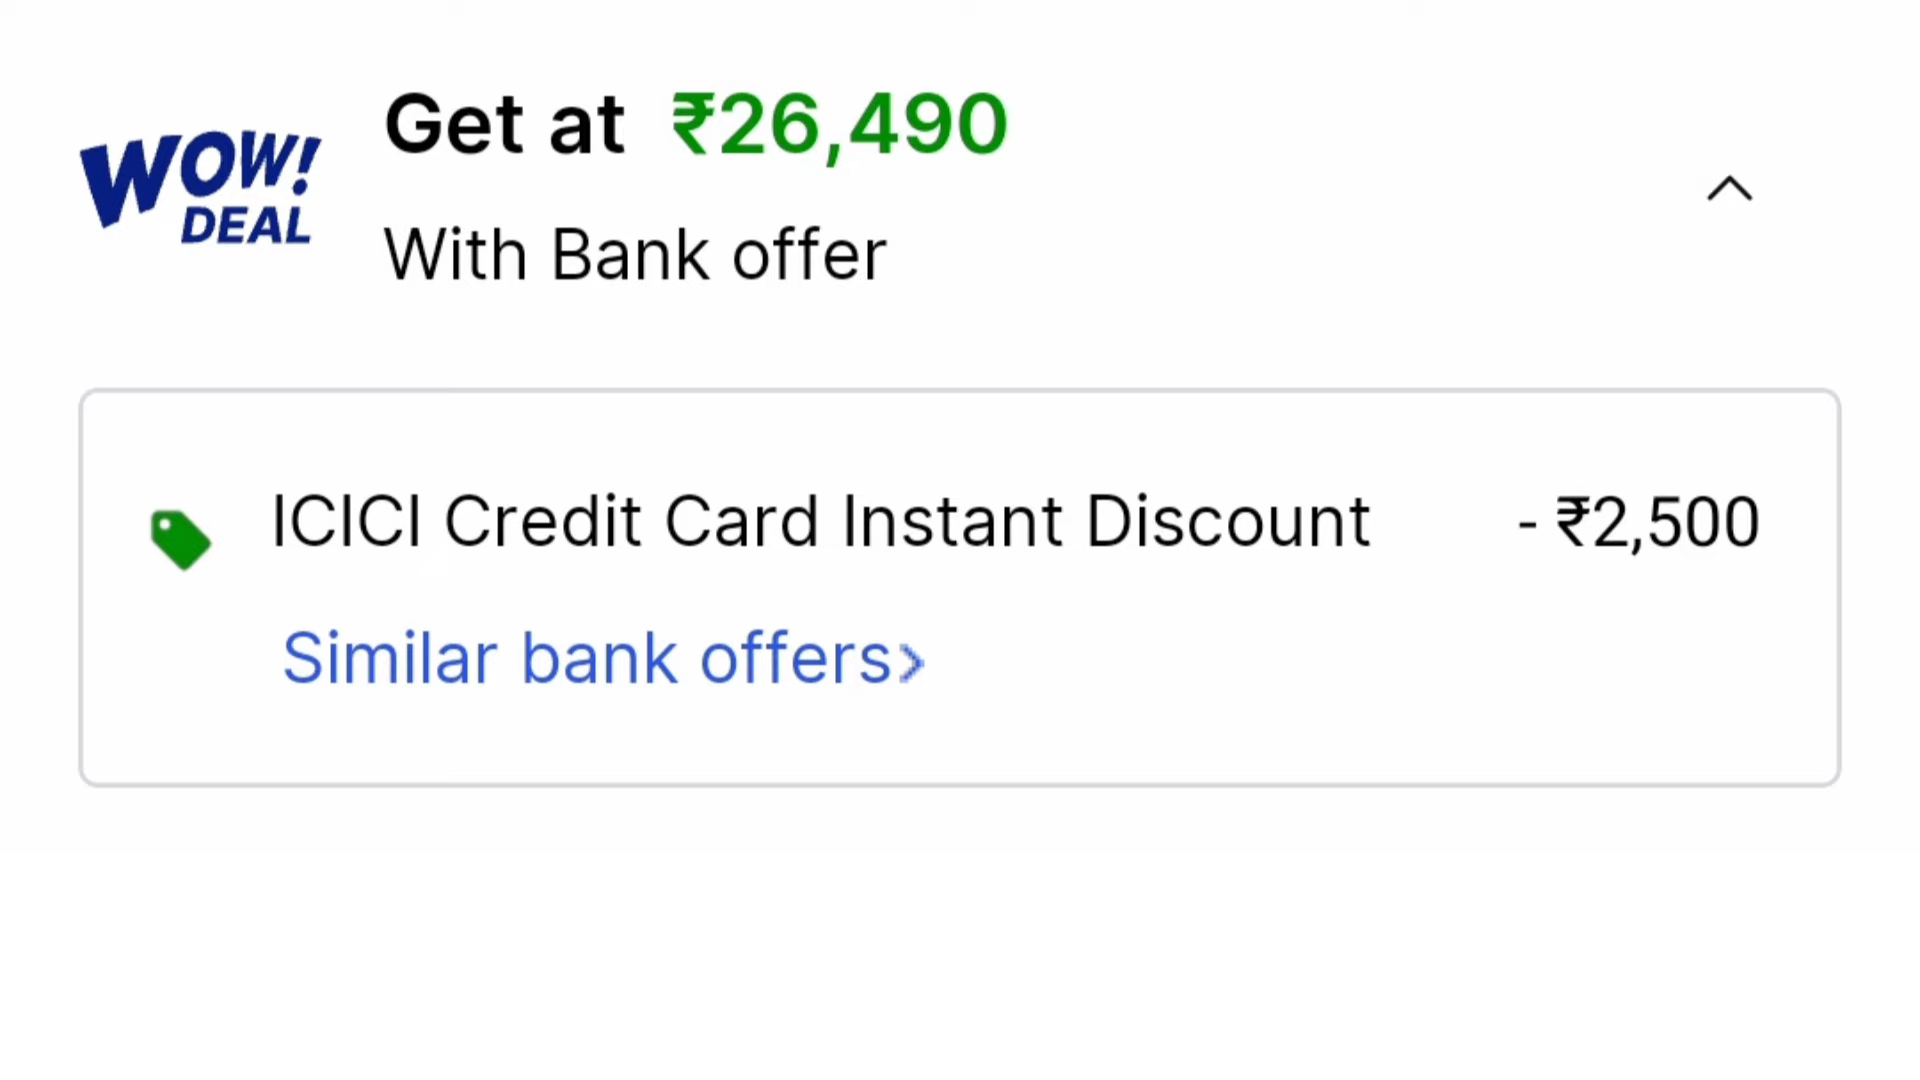 WOW!
DEAL
Get at ₹26,490
With Bank offer
ICICI Credit Card Instant Discount - ₹2,500
Similar bank offers>